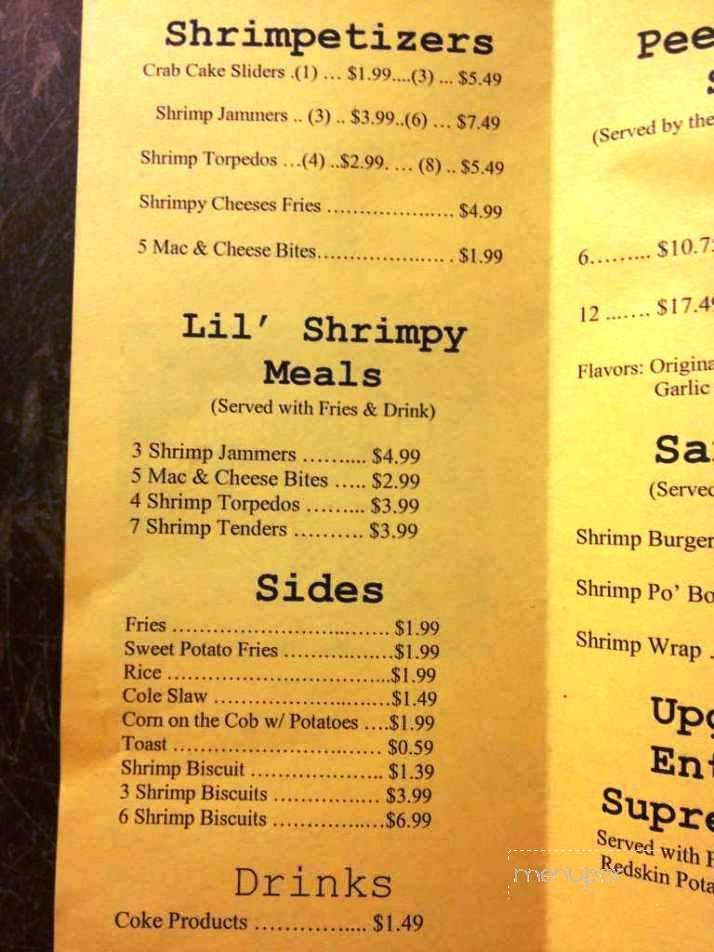 Shrimpetizers
Crab Cake Sliders .(1) ... $1.99....(3) ... $5.49
Shrimp Jammers .. (3) .. $3.99..(6) ... $7.49
Shrimp Torpedos ...(4) ..$2.99. ... (8) .. $5.49
Shrimpy Cheeses Fries ...................... $4.99
5 Mac & Cheese Bites........................ . $1.99
Lil' Shrimpy
Meals
(Served with Fries & Drink)
3 Shrimp Jammers .......... $4.99
5 Mac & Cheese Bites ..... $2.99
4 Shrimp Torpedos ......... $3.99
7 Shrimp Tenders .......... $3.99
Sides
Fries .................................... $1.99
Sweet Potato Fries ..................$1.99
Rice .....................................$1.99
Cole Slaw .............................$1.49
Corn on the Cob w/ Potatoes ....$1.99
Toast .................................. $0.59
Shrimp Biscuit ...................... $1.39
3 Shrimp Biscuits .................. $3.99
6 Shrimp Biscuits ..................$6.99
Drinks
Coke Products ................... $1.49
Pee
S
(Served by the
6......... $10.7
12 ....... $17.49
Flavors: Origina
Garlic
Sa
(Served
Shrimp Burger
Shrimp Po' Bo
Shrimp Wrap .
Upg
Ent
Supre
Served with F
Redskin Pota
menupix